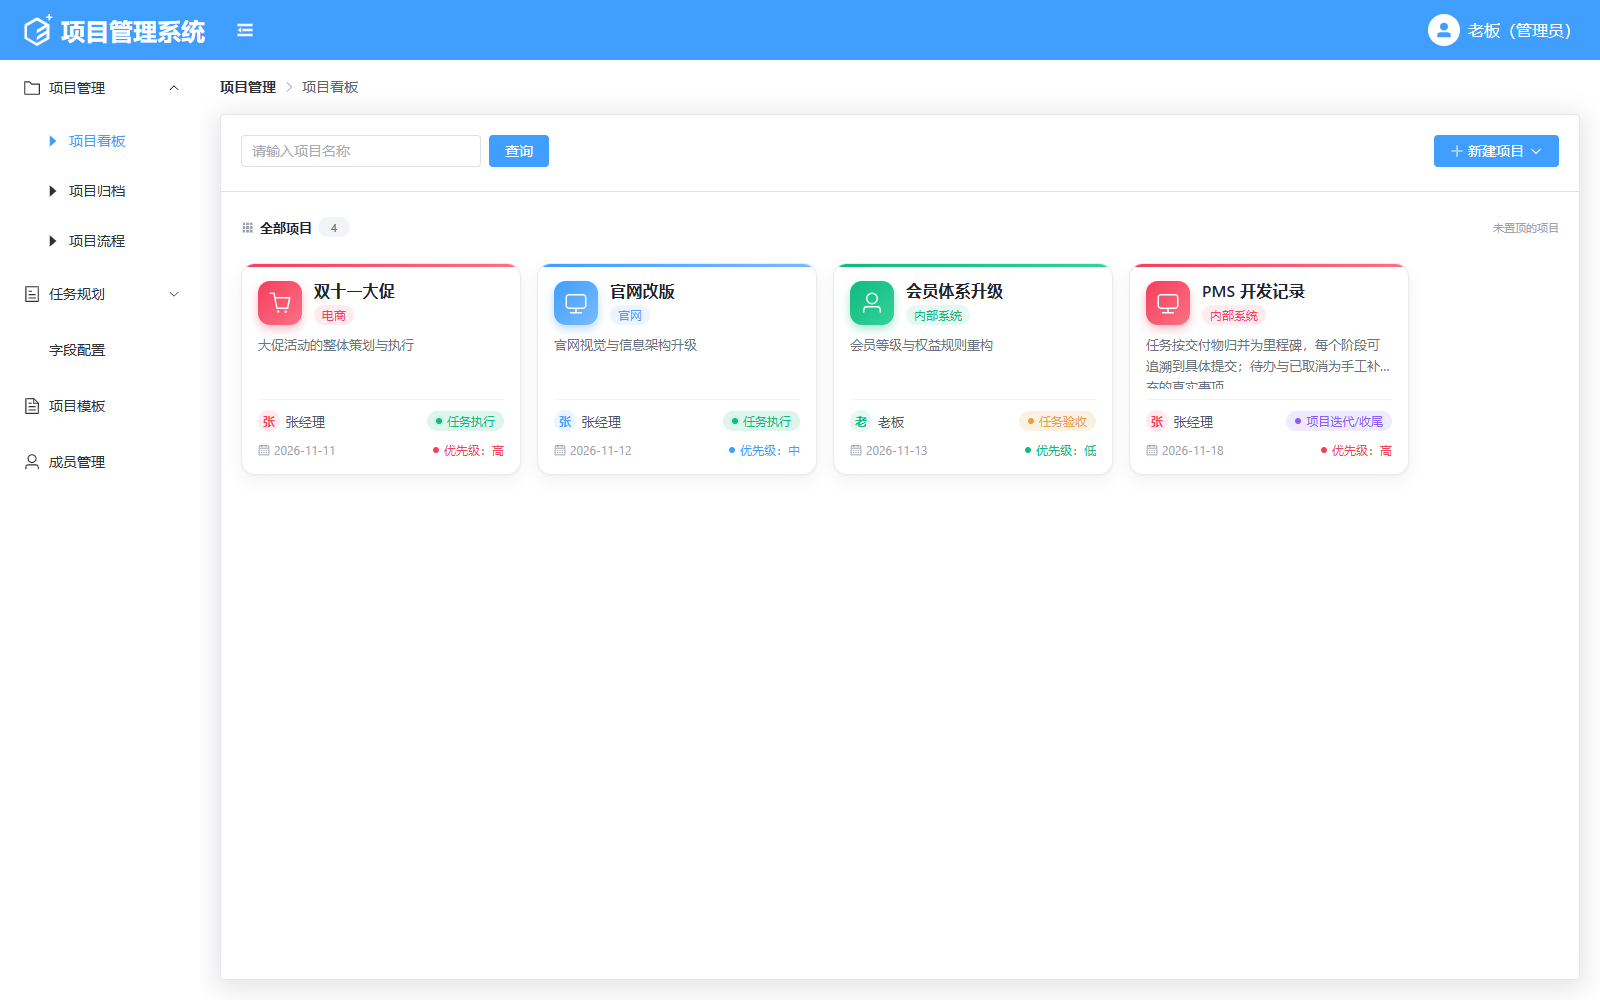 项目管理系统
老板（管理员）
项目管理
项目看板
项目归档
项目流程
任务规划
字段配置
项目模板
成员管理
项目管理 项目看板
请输入项目名称
查询
新建项目
全部项目 4
未置顶的项目
双十一大促
电商
大促活动的整体策划与执行
张 张经理
任务执行
2026-11-11
优先级：高
官网改版
官网
官网视觉与信息架构升级
张 张经理
任务执行
2026-11-12
优先级：中
会员体系升级
内部系统
会员等级与权益规则重构
老 老板
任务验收
2026-11-13
优先级：低
PMS 开发记录
内部系统
任务按交付物归并为里程碑，每个阶段可
追溯到具体提交；待办与已取消为手工补...
充的真实事项
张 张经理
项目迭代/收尾
2026-11-18
优先级：高